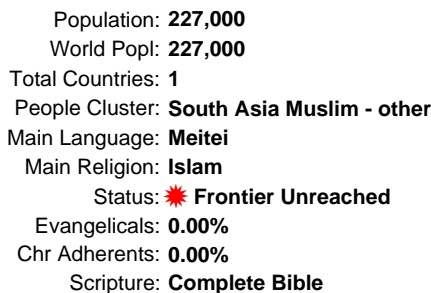 Population: 227,000
World Popl: 227,000
Total Countries: 1
People Cluster: South Asia Muslim - other
Main Language: Meitei
Main Religion: Islam
Status: Frontier Unreached
Evangelicals: 0.00%
Chr Adherents: 0.00%
Scripture: Complete Bible